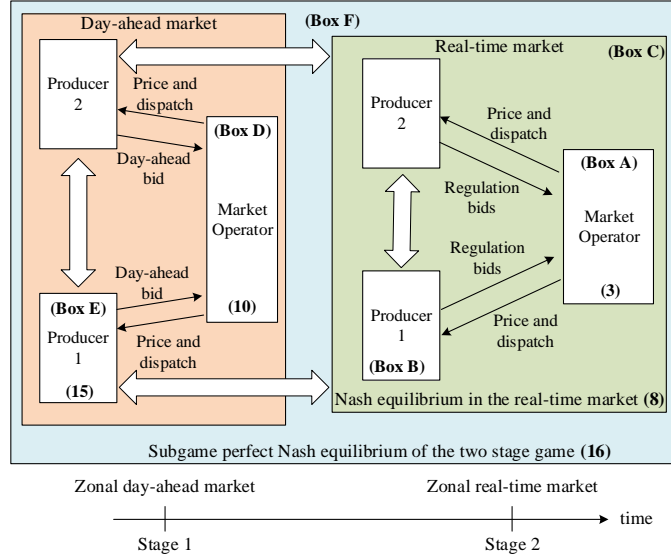 Day-ahead market
(Box F)
Producer
2
Price and
dispatch
Day-ahead
bid
(Box D)
Market
Operator
(10)
Day-ahead
bid
Price and
dispatch
(Box E)
Producer
1
(15)
Real-time market
(Box C)
Producer
2
Price and
dispatch
Regulation
bids
(Box A)
Market
Operator
(3)
Regulation
bids
Price and
dispatch
Producer
1
(Box B)
Nash equilibrium in the real-time market (8)
Subgame perfect Nash equilibrium of the two stage game (16)
Zonal day-ahead market
Zonal real-time market
time
Stage 1
Stage 2